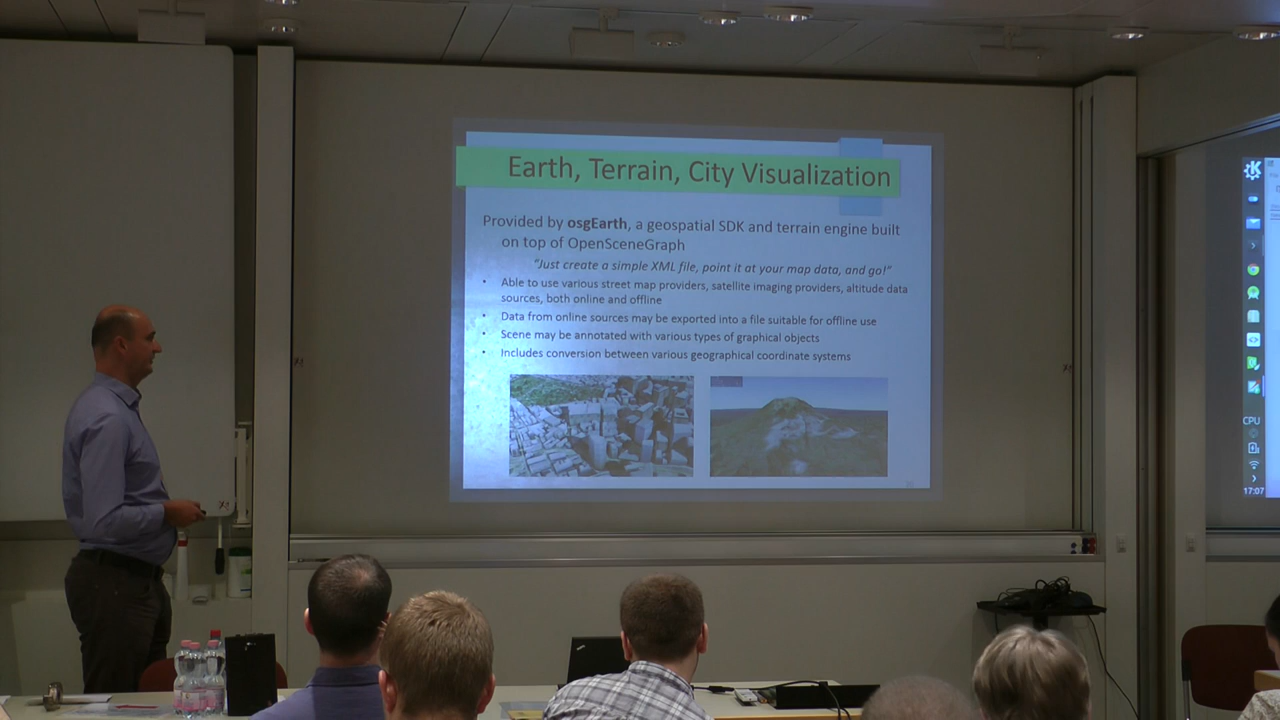 Earth, Terrain, City Visualization
Provided by osgEarth, a geospatial SDK and terrain engine built
on top of OpenSceneGraph
"Just create a simple XML file, point it at your map data, and go!"
• Able to use various street map providers, satellite imaging providers, altitude data
sources, both online and offline
• Data from online sources may be exported into a file suitable for offline use
• Scene may be annotated with various types of graphical objects
• Includes conversion between various geographical coordinate systems
CPU
17:07